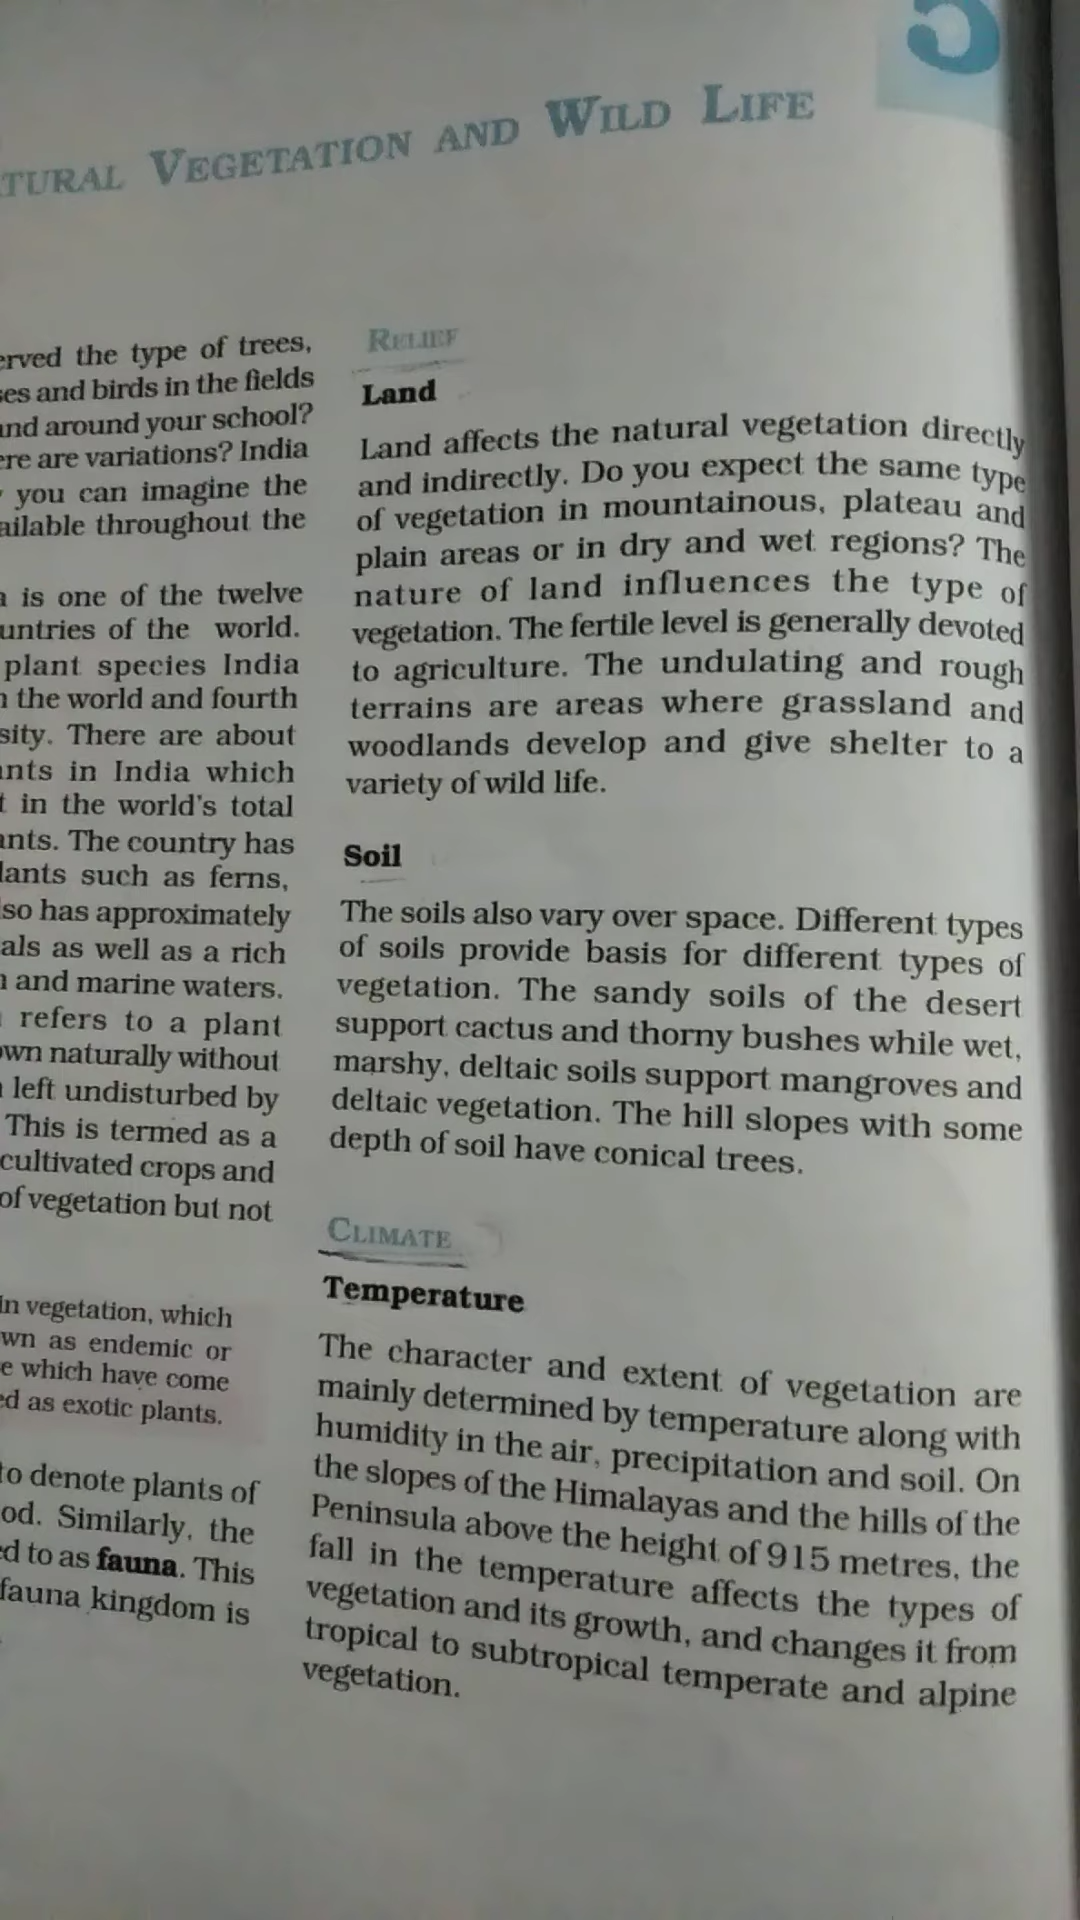 5
TURAL VEGETATION AND WILD LIFE
the type of trees,
and birds in the fields
and around your school?
are variations? India
you can imagine the
throughout the
is one of the twelve
of the world.
plant species India
the world and fourth
There are about
in India which
in the world's total
The country has
such as ferns,
has approximately
as well as a rich
and marine waters.
refers to a plant
naturally without
left undisturbed by
This is termed as a
cultivated crops and
of vegetation but not
in vegetation, which
as endemic or
which have come
as exotic plants.
to denote plants of
Similarly, the
to as fauna. This
fauna kingdom is
RELIEF
Land
Land affects the natural vegetation directly
and indirectly. Do you expect the same type
of vegetation in mountainous, plateau and
plain areas or in dry and wet regions? The
nature of land influences the type of
vegetation. The fertile level is generally devoted
to agriculture. The undulating and rough
terrains are areas where grassland and
woodlands develop and give shelter to a
variety of wild life.
Soil
The soils also vary over space. Different types
of soils provide basis for different types of
vegetation. The sandy soils of the desert
support cactus and thorny bushes while wet,
marshy, deltaic soils support mangroves and
deltaic vegetation. The hill slopes with some
depth of soil have conical trees.
CLIMATE
Temperature
The character and extent of vegetation are
mainly determined by temperature along with
humidity in the air, precipitation and soil. On
the slopes of the Himalayas and the hills of the
Peninsula above the height of 915 metres, the
fall in the temperature affects the types of
vegetation and its growth, and changes it from
tropical to subtropical temperate and alpine
vegetation.